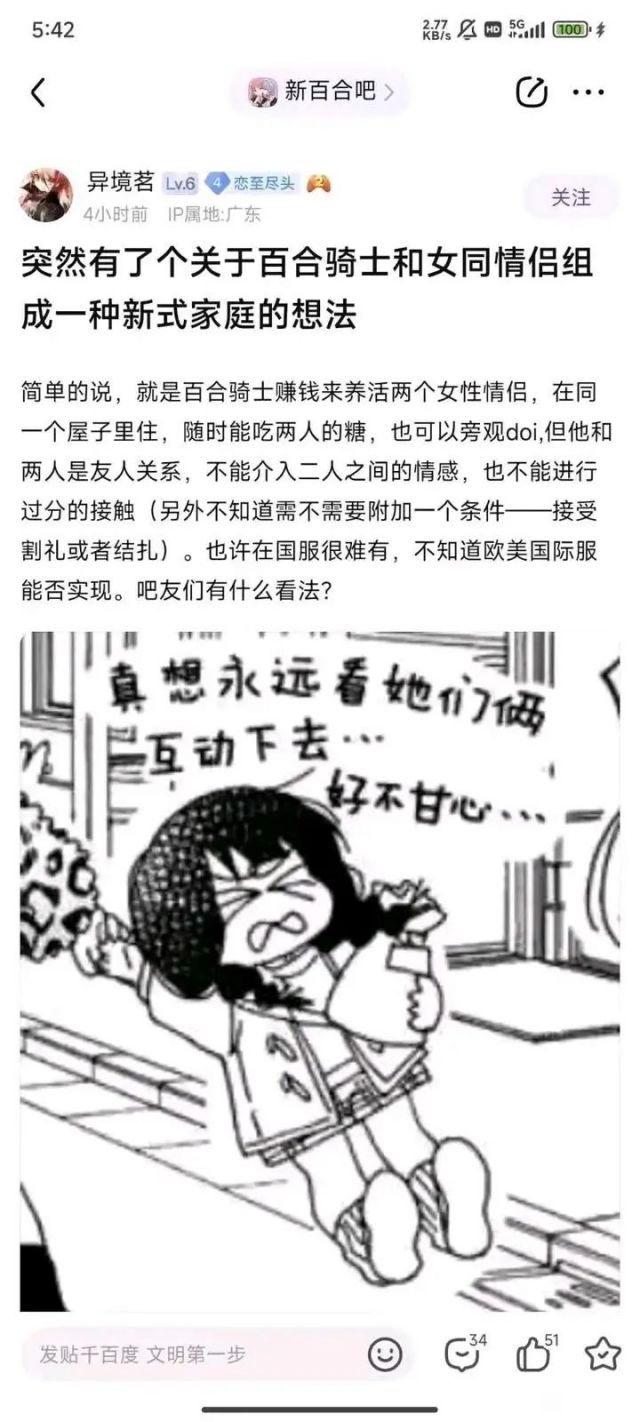 5:42
2.77 KB/s HD 5G 100
新百合吧
异境茗 Lv.6 4 恋至尽头 2
4小时前 IP属地:广东
关注
突然有了个关于百合骑士和女同情侣组
成一种新式家庭的想法
简单的说，就是百合骑士赚钱来养活两个女性情侣，在同
一个屋子里住，随时能吃两人的糖，也可以旁观doi,但他和
两人是友人关系，不能介入二人之间的情感，也不能进行
过分的接触（另外不知道需不需要附加一个条件——接受
割礼或者结扎）。也许在国服很难有，不知道欧美国际服
能否实现。吧友们有什么看法？
真想永远看她们俩
互动下去…
好不甘心…
发贴千百度 文明第一步
34
51